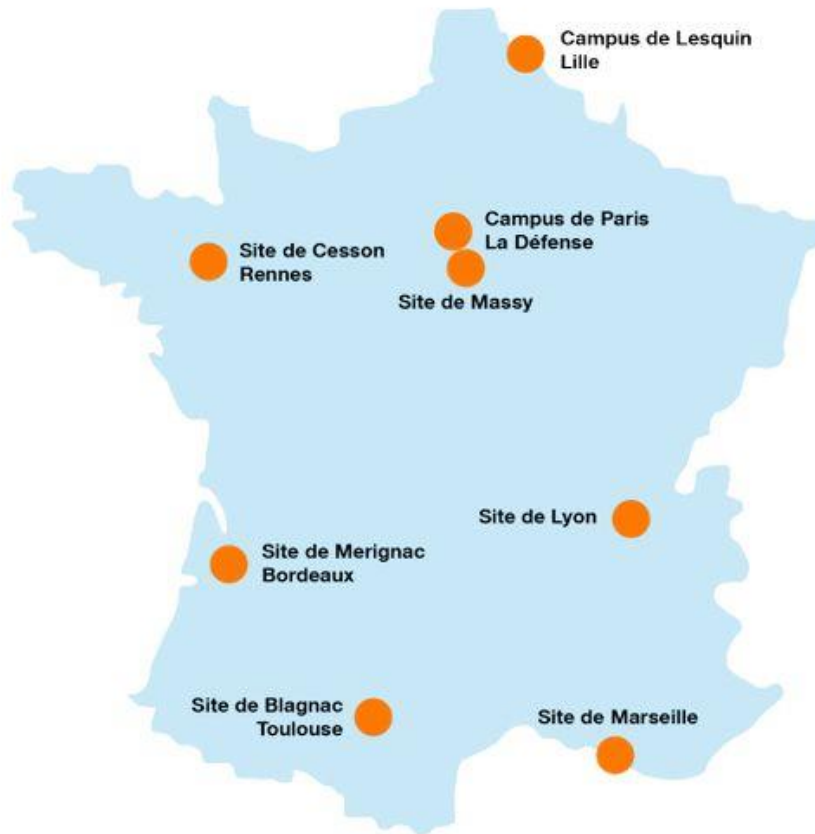 Campus de Lesquin
Lille
Campus de Paris
La Défense
Site de Cesson
Rennes
Site de Massy
Site de Lyon
Site de Merignac
Bordeaux
Site de Blagnac
Toulouse
Site de Marseille